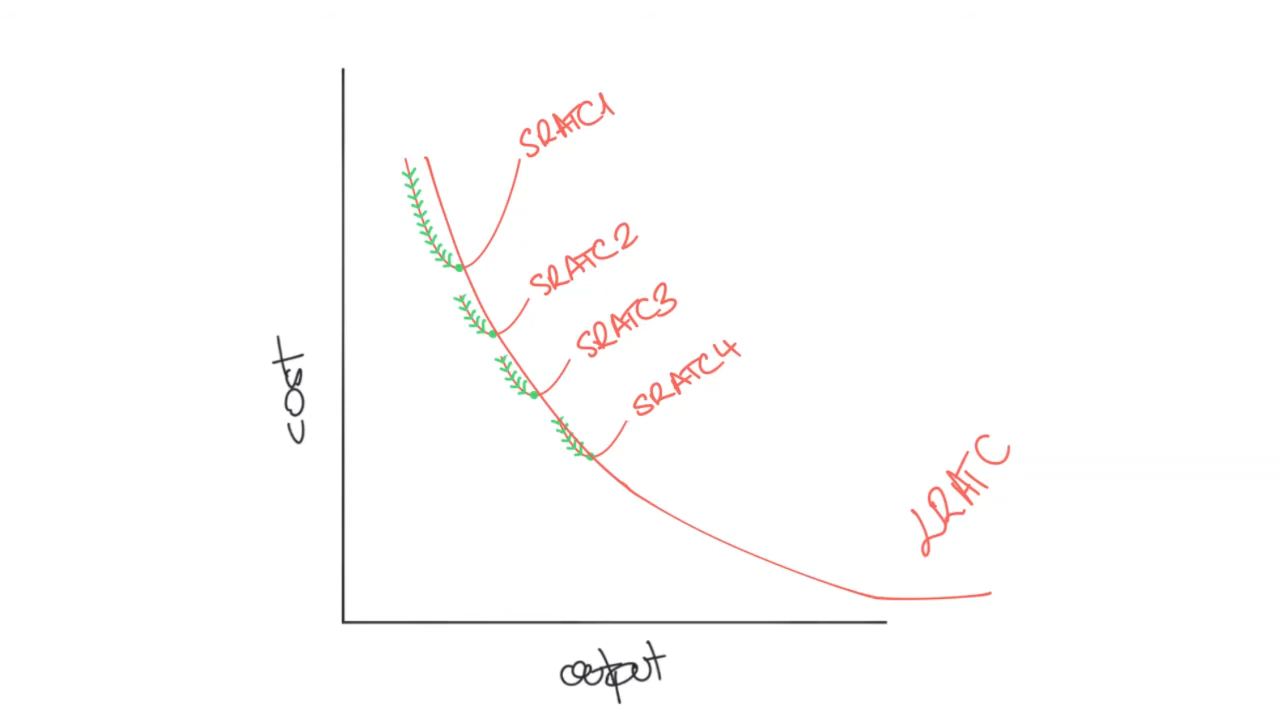 SRATC1
SRATC2
SRATC3
SRATC4
LRATC
cost
output